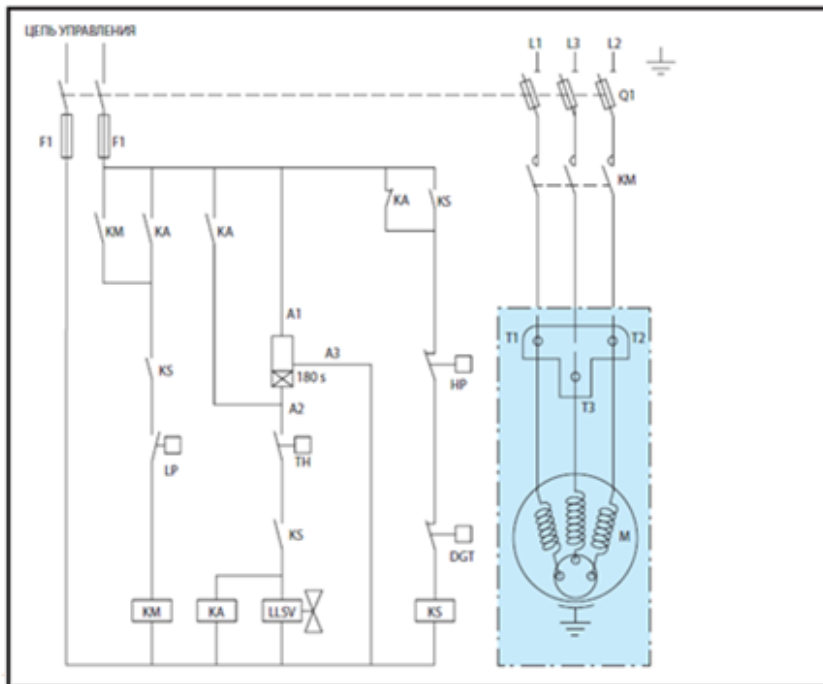 ЦЕПЬ УПРАВЛЕНИЯ
L1 L3 L2
F1 F1 Q1
KM
KA KS
KM KA KA
A1
T1 T2
A3
KS 180 s HP
A2 T3
LP TH
KS M
DGT
KM KA LLSV KS